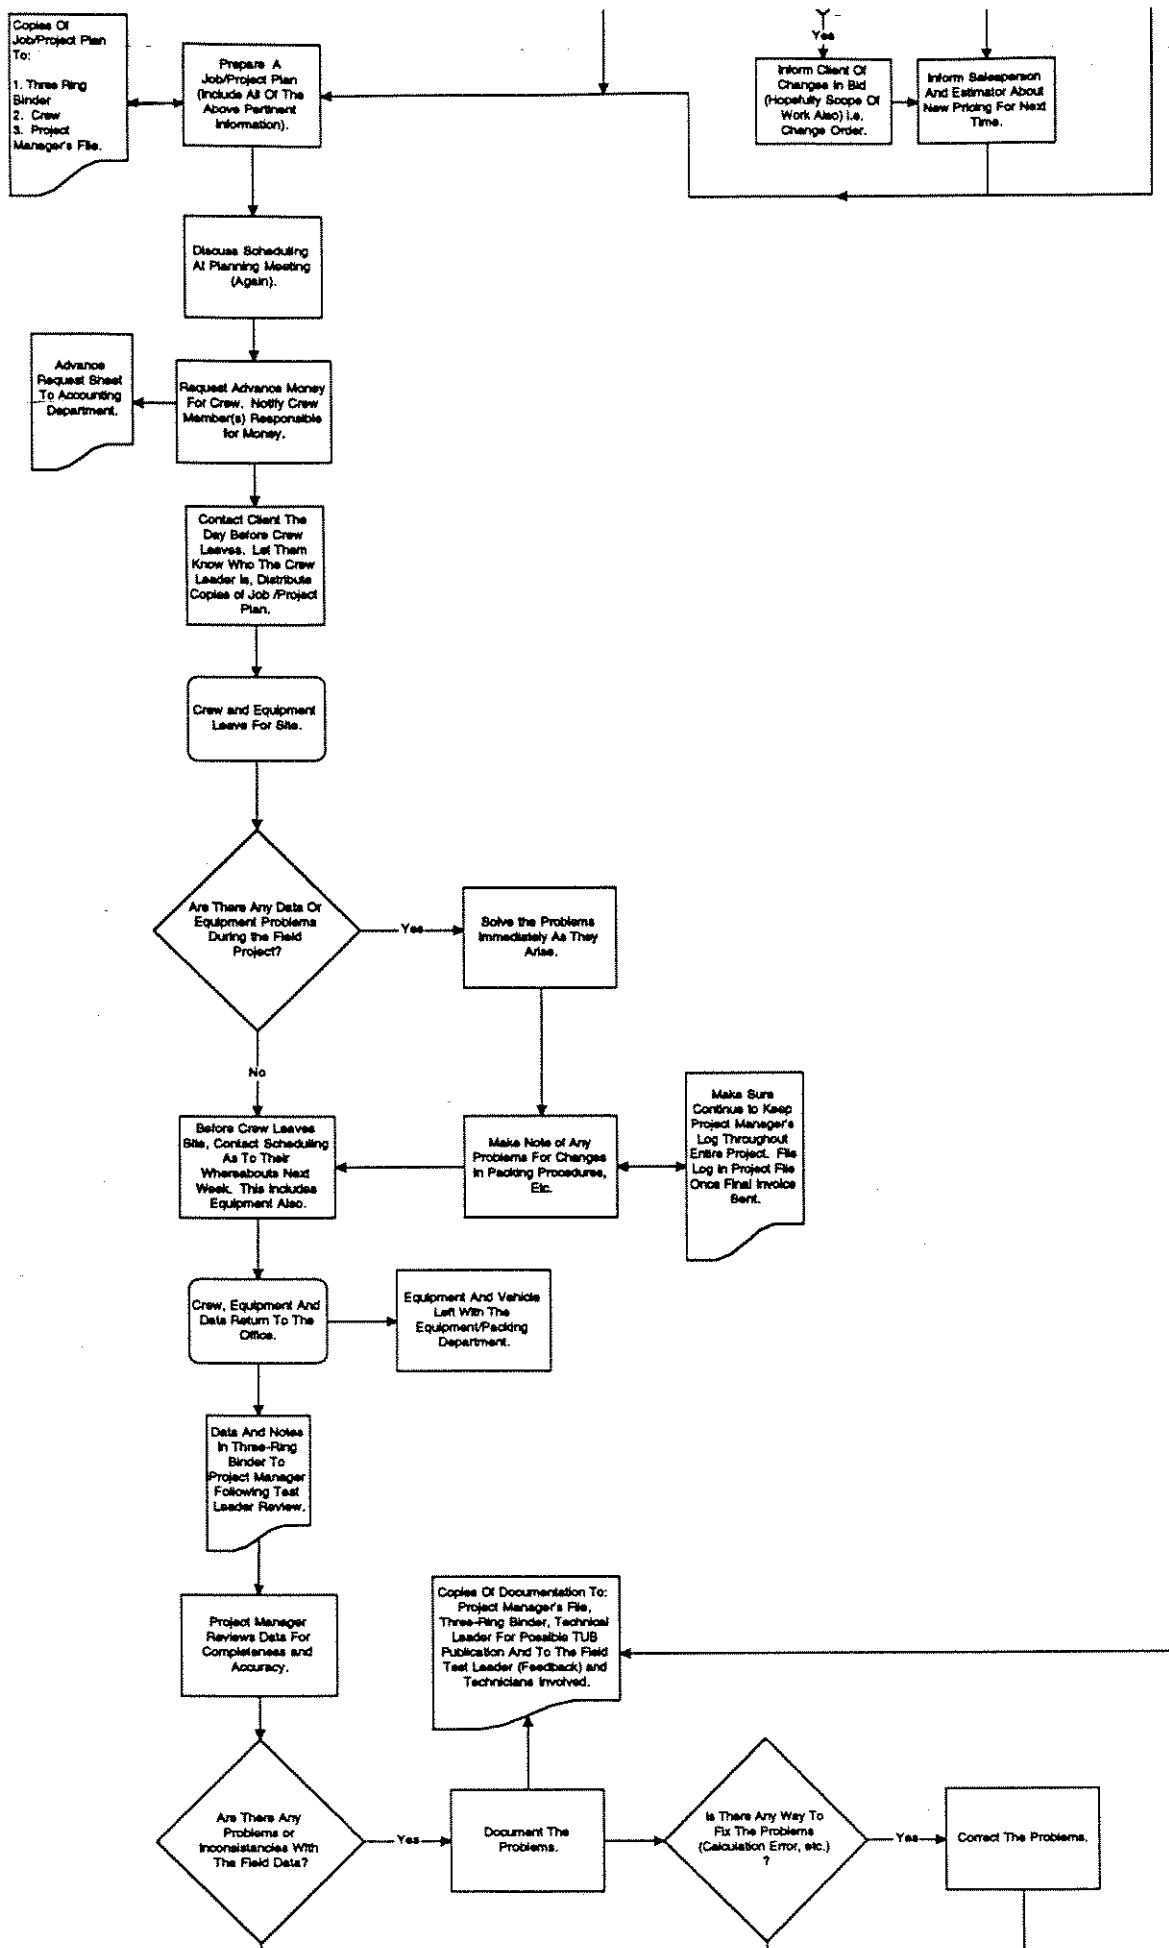 Copies Of
Job/Project Plan
To:
1. Three Ring
Binder
2. Crew
3. Project
Manager's File.
Prepare A
Job/Project Plan
(Include All Of The
Above Pertinent
Information).
Yes
Inform Client Of
Changes In Bid
(Hopefully Scope Of
Work Also) i.e.
Change Order.
Inform Salesperson
And Estimator About
New Pricing For Next
Time.
Discuss Scheduling
At Planning Meeting
(Again).
Advance
Request Sheet
To Accounting
Department.
Request Advance Money
For Crew. Notify Crew
Member(s) Responsible
for Money.
Contact Client The
Day Before Crew
Leaves. Let Them
Know Who The Crew
Leader Is, Distribute
Copies of Job /Project
Plan.
Crew and Equipment
Leave For Site.
Are There Any Data Or
Equipment Problems
During the Field
Project?
Yes
Solve the Problems
Immediately As They
Arise.
No
Before Crew Leaves
Site, Contact Scheduling
As To Their
Whereabouts Next
Week. This Includes
Equipment Also.
Make Note of Any
Problems For Changes
In Packing Procedures,
Etc.
Make Sure
Continue to Keep
Project Manager's
Log Throughout
Entire Project. File
Log In Project File
Once Final Invoice
Sent.
Crew, Equipment And
Data Return To The
Office.
Equipment And Vehicle
Left With The
Equipment/Packing
Department.
Data And Notes
In Three-Ring
Binder To
Project Manager
Following Test
Leader Review.
Project Manager
Reviews Data For
Completeness and
Accuracy.
Copies Of Documentation To:
Project Manager's File,
Three-Ring Binder, Technical
Leader For Possible TUB
Publication And To The Field
Test Leader (Feedback) and
Technicians Involved.
Are There Any
Problems or
Inconsistancies With
The Field Data?
Yes
Document The
Problems.
Is There Any Way To
Fix The Problems
(Calculation Error, etc.)
?
Yes
Correct The Problems.